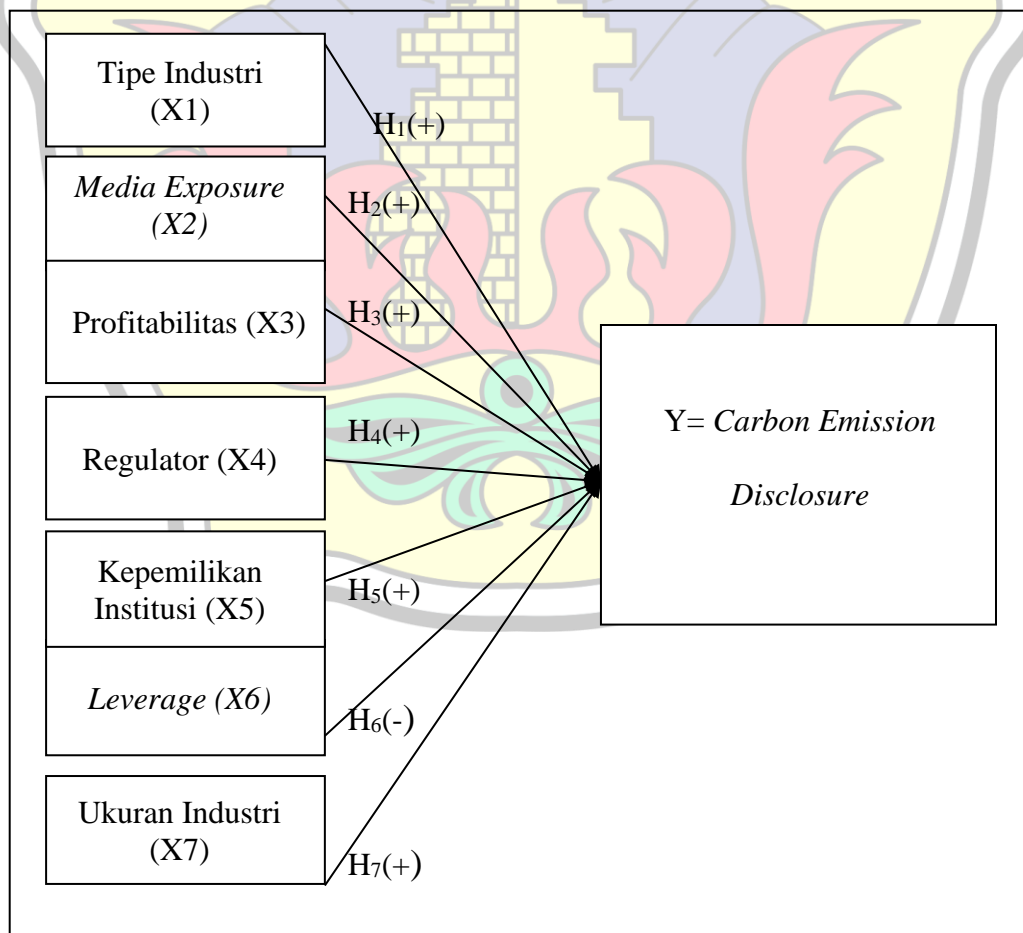 Tipe Industri
(X1)
H1(+)
Media Exposure
(X2)
H2(+)
Profitabilitas (X3)
H3(+)
Regulator (X4)
H4(+)
Y= Carbon Emission
Disclosure
Kepemilikan
Institusi (X5)
H5(+)
Leverage (X6)
H6(-)
Ukuran Industri
(X7)
H7(+)